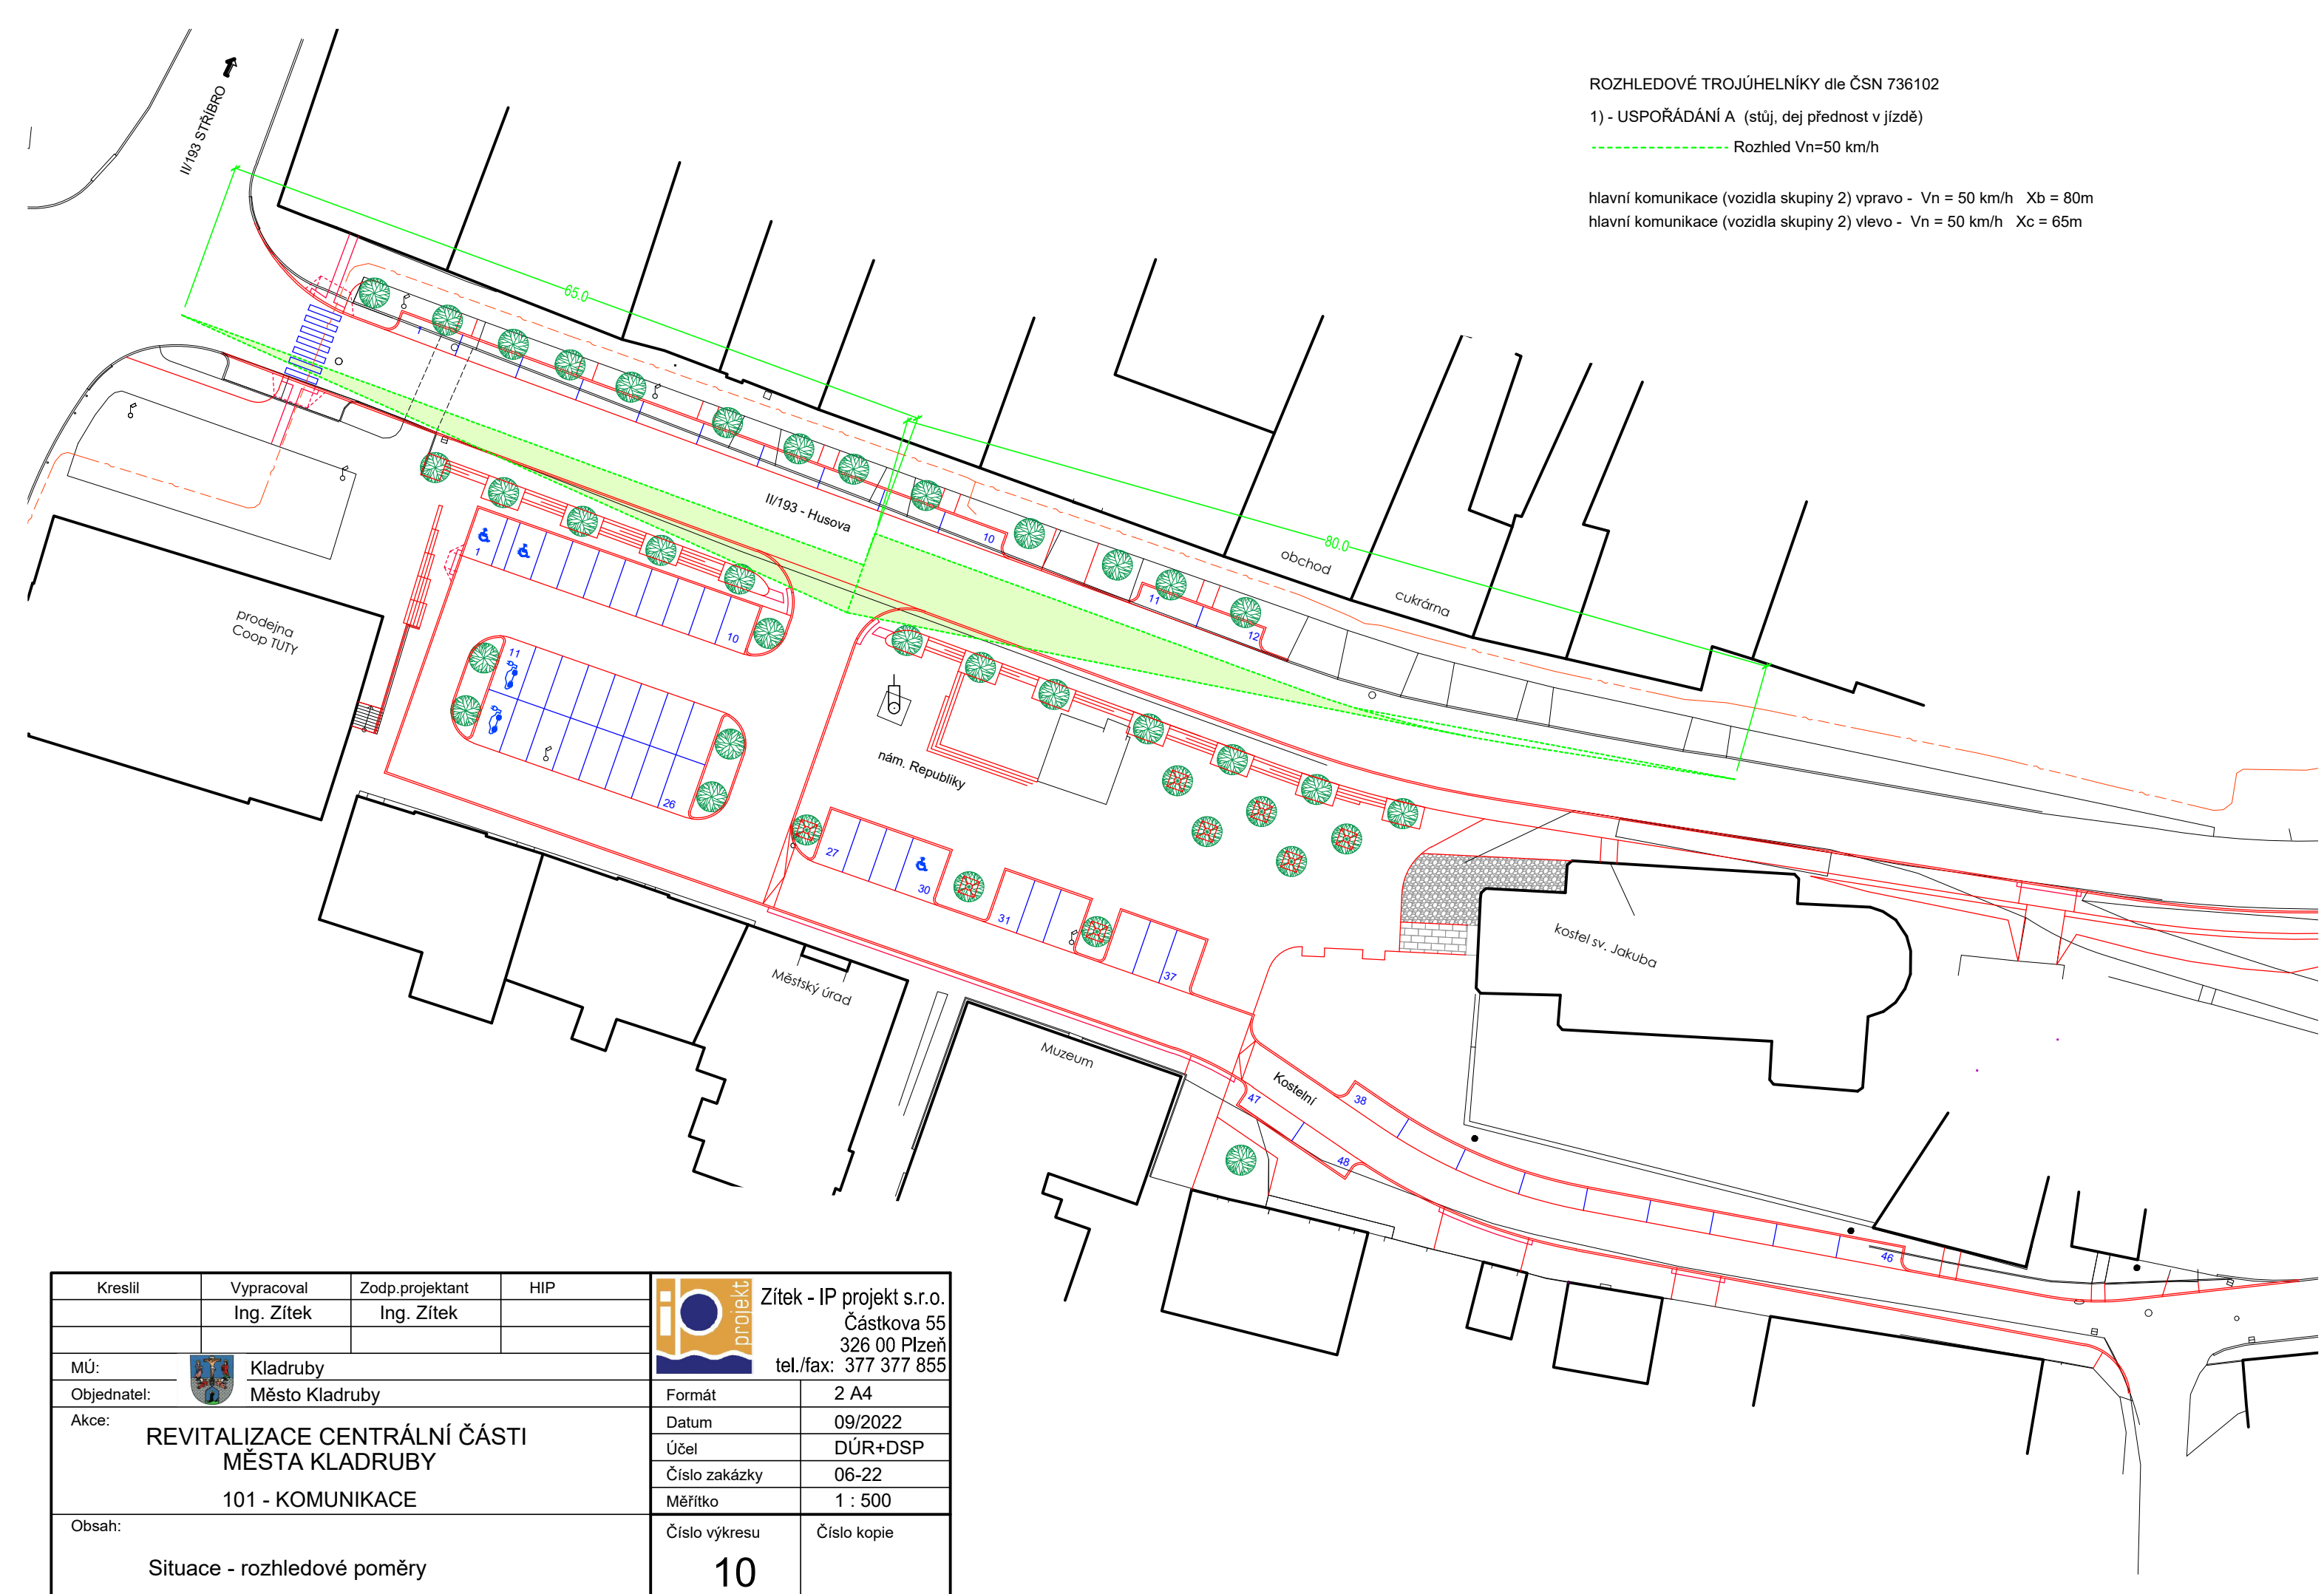 ROZHLEDOVÉ TROJÚHELNÍKY dle ČSN 736102
1) - USPOŘÁDÁNÍ A (stůj, dej přednost v jízdě)
Rozhled Vn=50 km/h
hlavní komunikace (vozidla skupiny 2) vpravo - Vn = 50 km/h Xb = 80m
hlavní komunikace (vozidla skupiny 2) vlevo - Vn = 50 km/h Xc = 65m
II/193 STŘÍBRO
65.0
1
II/193 - Husova
10
80.0
obchod
cukrárna
11
12
1
10
prodejna
Coop TUTY
11
26
nám. Republiky
27
30
31
37
kostel sv. Jakuba
Městský úrad
Muzeum
Kostelní
47
38
48
46
Kreslil Vypracoval Zodp.projektant HIP
Ing. Zítek Ing. Zítek
MÚ: Kladruby
Objednatel: Město Kladruby
Akce:
REVITALIZACE CENTRÁLNÍ ČÁSTI
MĚSTA KLADRUBY
101 - KOMUNIKACE
Obsah:
Situace - rozhledové poměry
ip projekt
Zítek - IP projekt s.r.o.
Částkova 55
326 00 Plzeň
tel./fax: 377 377 855
Formát 2 A4
Datum 09/2022
Účel DÚR+DSP
Číslo zakázky 06-22
Měřítko 1 : 500
Číslo výkresu Číslo kopie
10